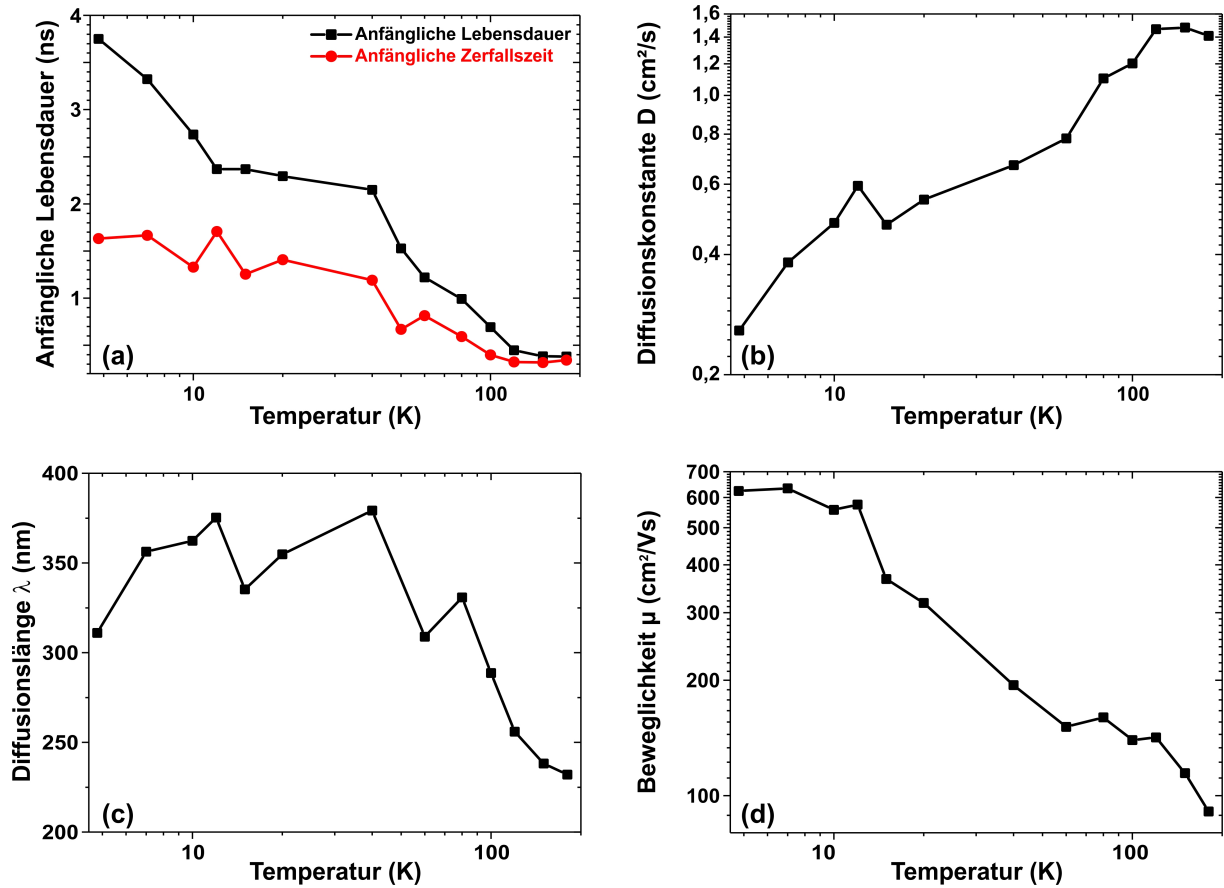 Anfängliche Lebensdauer (ns)
4
3
2
1
Anfängliche Lebensdauer
Anfängliche Zerfallszeit
(a)
10
100
Temperatur (K)
Diffusionskonstante D (cm²/s)
1,6
1,4
1,2
1,0
0,8
0,6
0,4
0,2
(b)
10
100
Temperatur (K)
Diffusionslänge λ (nm)
400
350
300
250
200
(c)
10
100
Temperatur (K)
Beweglichkeit µ (cm²/Vs)
700
600
500
400
300
200
100
(d)
10
100
Temperatur (K)